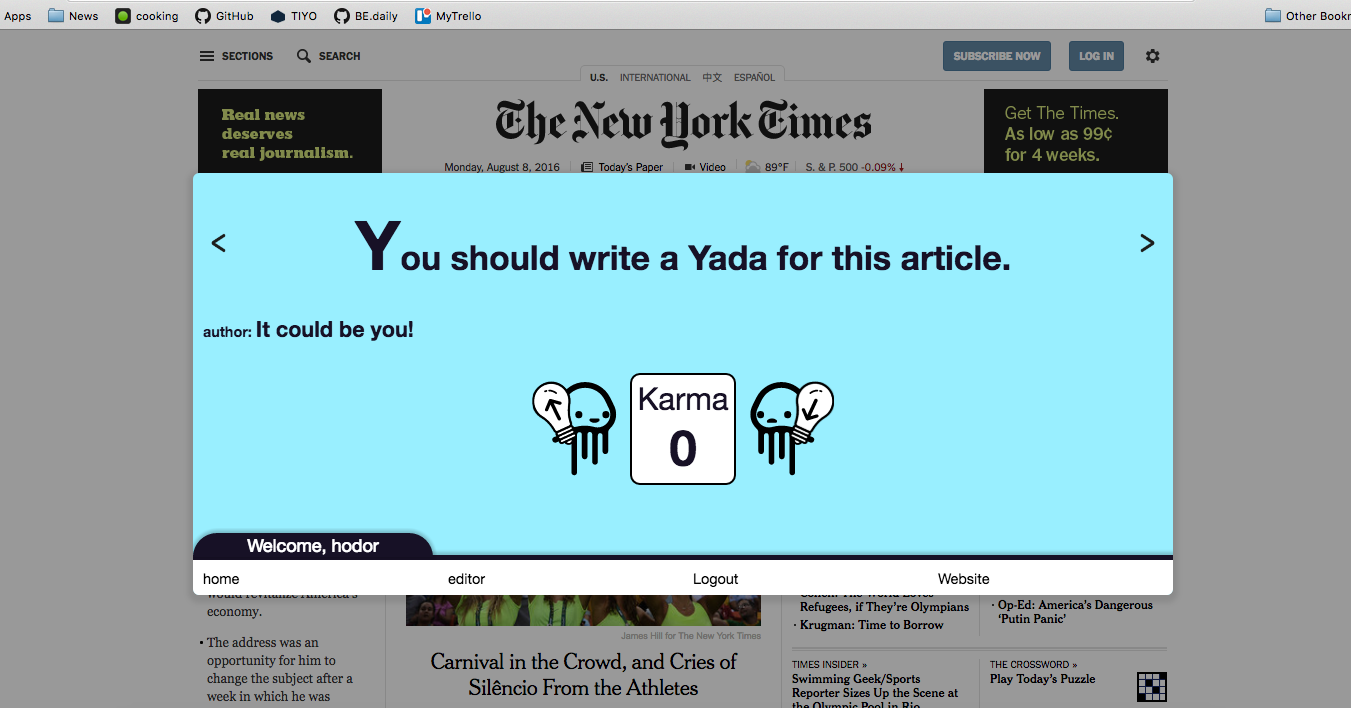 Apps News cooking GitHub TIYO BE.daily MyTrello Other Bookr
SECTIONS SEARCH SUBSCRIBE NOW LOG IN
U.S. INTERNATIONAL 中文 ESPAÑOL
Real news
deserves
real journalism.
The New York Times
Get The Times.
As low as 99¢
for 4 weeks.
Monday, August 8, 2016 Today's Paper Video 89°F S. & P. 500 -0.09% ↓
< You should write a Yada for this article. >
author: It could be you!
Karma
0
Welcome, hodor
home editor Logout Website
would revitalize America's
economy.
• The address was an
opportunity for him to
change the subject after a
week in which he was
James Hill for The New York Times
Carnival in the Crowd, and Cries of
Silêncio From the Athletes
Cohen: The World Loves
Refugees, if They're Olympians
· Krugman: Time to Borrow
· Op-Ed: America's Dangerous
'Putin Panic'
TIMES INSIDER »
Swimming Geek/Sports
Reporter Sizes Up the Scene at
the Olympic Pool in Rio
THE CROSSWORD »
Play Today's Puzzle